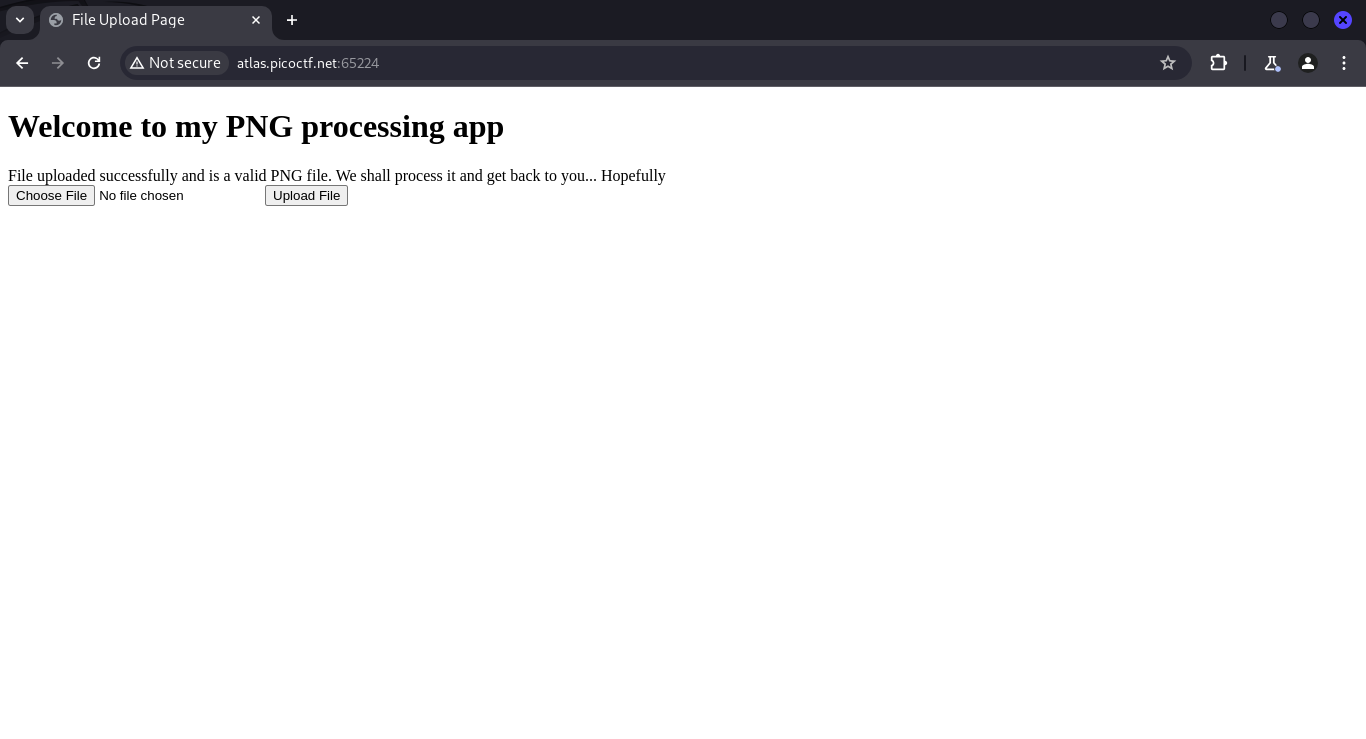 File Upload Page
Not secure atlas.picoctf.net:65224
Welcome to my PNG processing app
File uploaded successfully and is a valid PNG file. We shall process it and get back to you... Hopefully
Choose File No file chosen Upload File